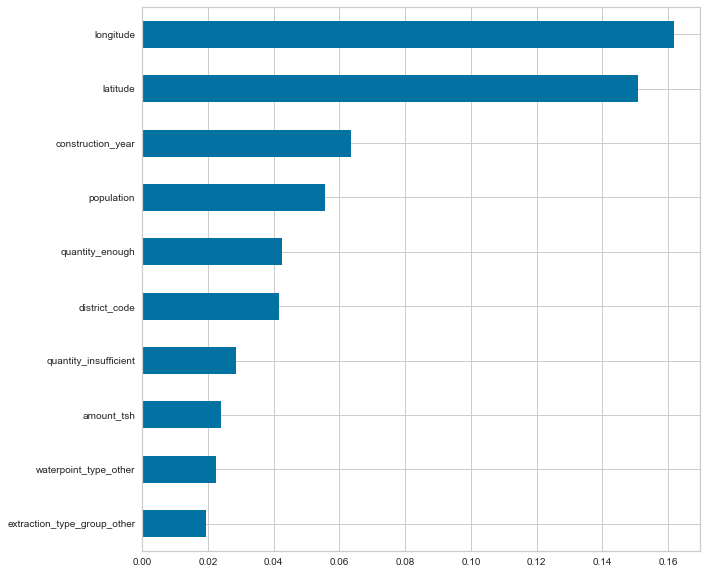 longitude
latitude
construction_year
population
quantity_enough
district_code
quantity_insufficient
amount_tsh
waterpoint_type_other
extraction_type_group_other
0.00 0.02 0.04 0.06 0.08 0.10 0.12 0.14 0.16